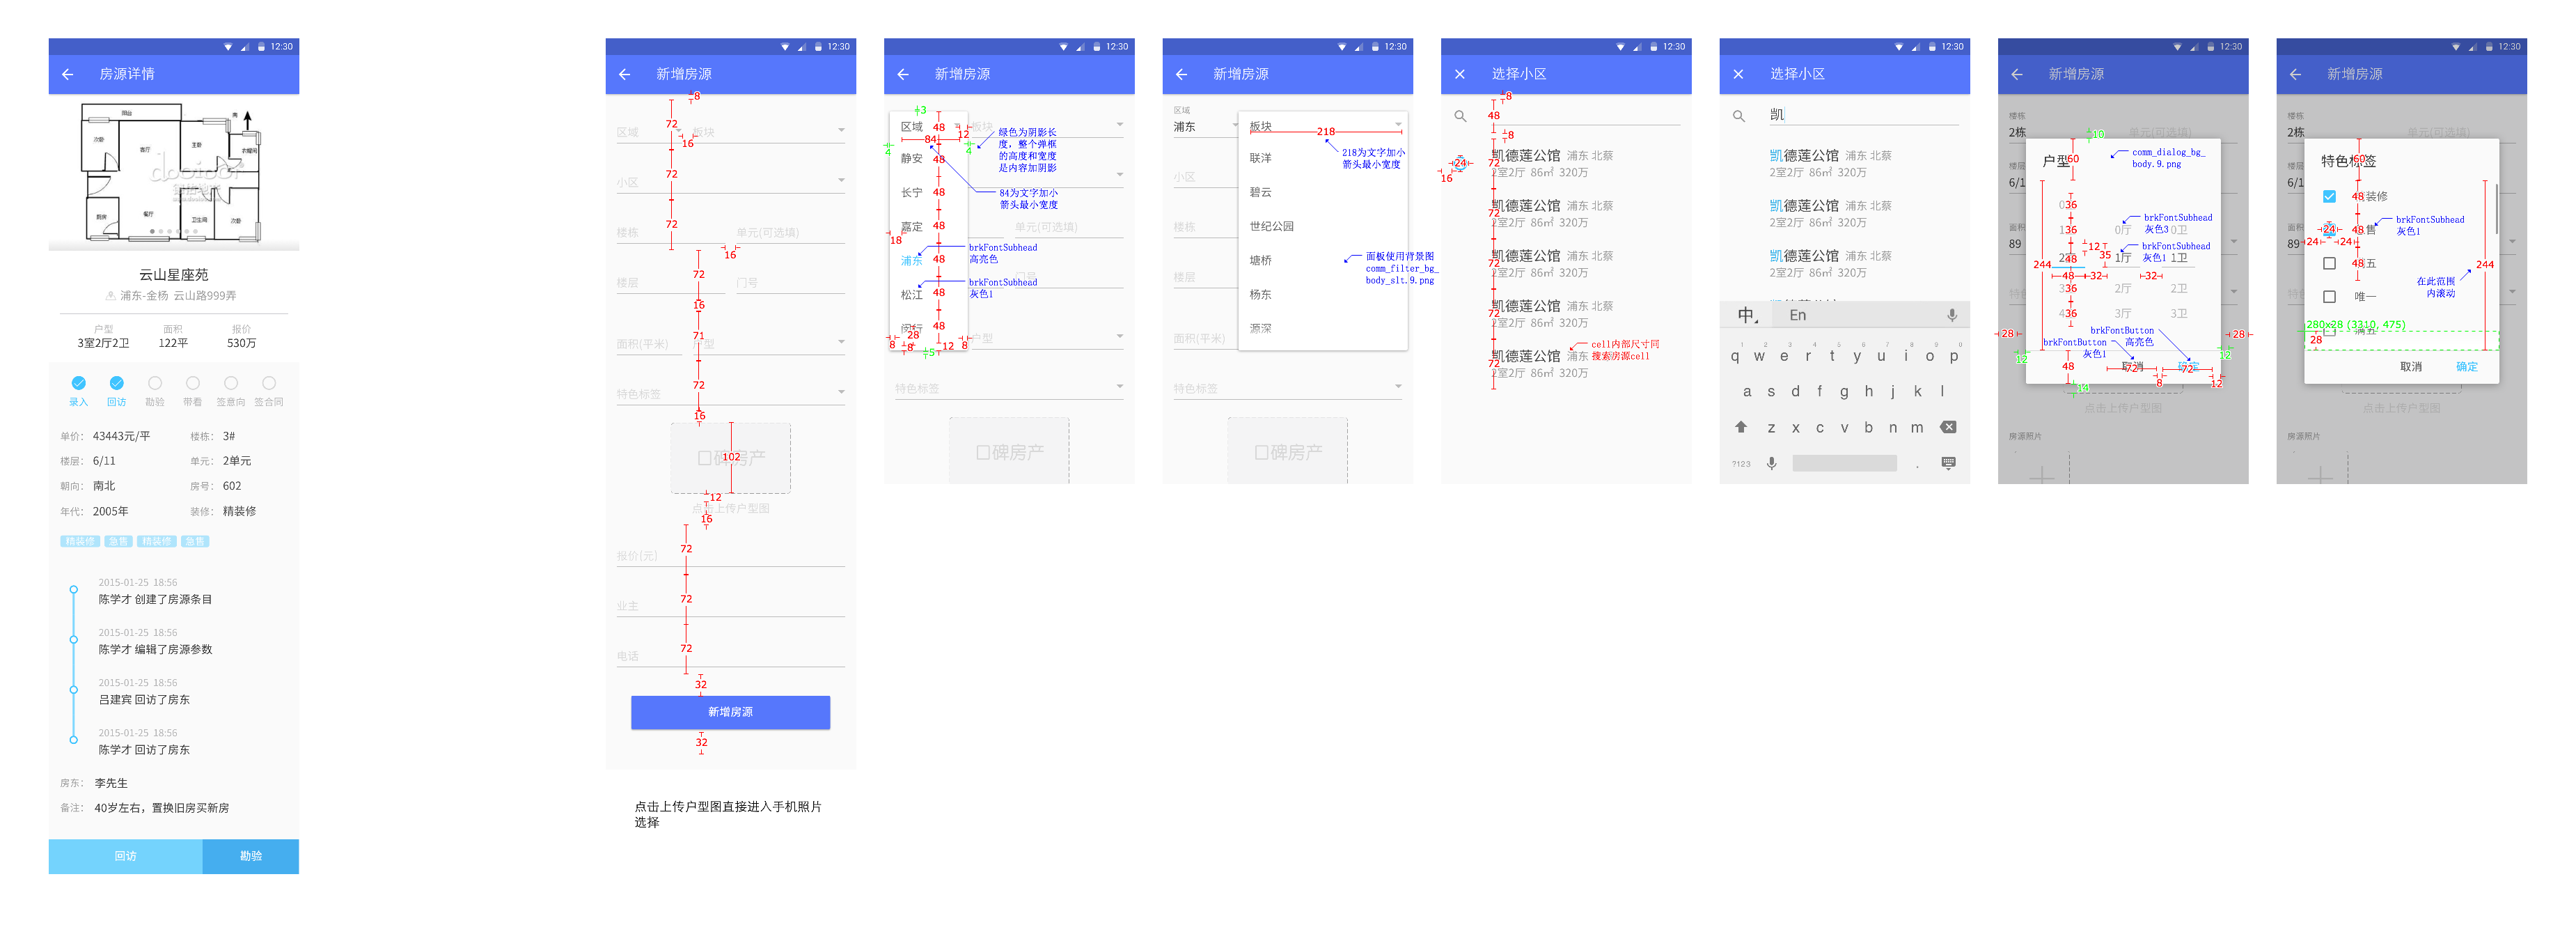 12:30
房源详情
阳台
次卧
客厅
主卧
厨房
餐厅
卫生间
次卧
云山星座苑
浦东-金杨 云山路999弄
户型 面积 报价
3室2厅2卫 122平 530万
录入 回访 勘验 带看 签意向 签合同
单价: 43443元/平 楼栋: 3#
楼层: 6/11 单元: 2单元
朝向: 南北 房号: 602
年代: 2005年 装修: 精装修
精装修 急售 精装修 急售
2015-01-25 18:56
陈学才 创建了房源条目
2015-01-25 18:56
陈学才 编辑了房源参数
2015-01-25 18:56
吕建宾 回访了房东
2015-01-25 18:56
陈学才 回访了房东
房东: 李先生
备注: 40岁左右，置换旧房买新房
回访 勘验
12:30
新增房源
8
72
区域 板块
16
72
小区
72
楼栋 单元(可选填)
16
72
楼层 门号
16
71
面积(平米) 户型
72
特色标签
16
口碑房产
102
12
点击上传户型图
16
72
报价(元)
72
业主
72
电话
32
新增房源
32
点击上传户型图直接进入手机照片
选择
12:30
新增房源
3
区域 48 板块
12
84
4 4
绿色为阴影长
度，整个弹框
的高度和宽度
是内容加阴影
静安 48
长宁 48
84为文字加小
箭头最小宽度
嘉定 48
18
单元(可选填)
浦东 48
brkFontSubhead
高亮色
松江 48
brkFontSubhead
灰色1
闵行 48
28
户型
8 8 5 12 8
特色标签
口碑房产
12:30
新增房源
区域
浦东 板块
218
218为文字加小
箭头最小宽度
联洋
小区
碧云
楼栋 世纪公园
塘桥
面板使用背景图
comm_filter_bg_
body_slt.9.png
楼层
杨东
面积(平米) 源深
特色标签
口碑房产
12:30
选择小区
8
48
8
凯德莲公馆 浦东 北蔡
24 72
16
2室2厅 86㎡ 320万
凯德莲公馆 浦东 北蔡
72
2室2厅 86㎡ 320万
凯德莲公馆 浦东 北蔡
72
2室2厅 86㎡ 320万
凯德莲公馆 浦东 北蔡
72
2室2厅 86㎡ 320万
凯德莲公馆 浦东
72
2室2厅 86㎡ 320万
cell内部尺寸同
搜索房源cell
12:30
选择小区
凯
凯德莲公馆 浦东 北蔡
2室2厅 86㎡ 320万
凯德莲公馆 浦东 北蔡
2室2厅 86㎡ 320万
凯德莲公馆 浦东 北蔡
2室2厅 86㎡ 320万
中 En
1 2 3 4 5 6 7 8 9 0
q w e r t y u i o p
a s d f g h j k l
z x c v b n m
?123 .
12:30
新增房源
楼栋
2栋 单元(可选填)
10
户型 60
comm_dialog_bg_
body.9.png
楼层
6/1
36
brkFontSubhead
灰色3
面积
89
36 0厅 0卫
12 35
brkFontSubhead
灰色1
244
48 1厅 1卫
48 32 32
36 2厅 2卫
36 3厅 3卫
28 28
brkFontButton
高亮色
brkFontButton
灰色1
12 12
48 取消 72 确定 72
8 12
14
点击上传户型图
房源照片
12:30
新增房源
楼栋
2栋 单元(可选填)
特色标签
60
楼层
6/1
48 装修
面积
89
24 48 售
24 24
brkFontSubhead
灰色1
48 五
244
在此范围
内滚动
唯一
280x28 (3310, 475)
28
满五
取消 确定
点击上传户型图
房源照片